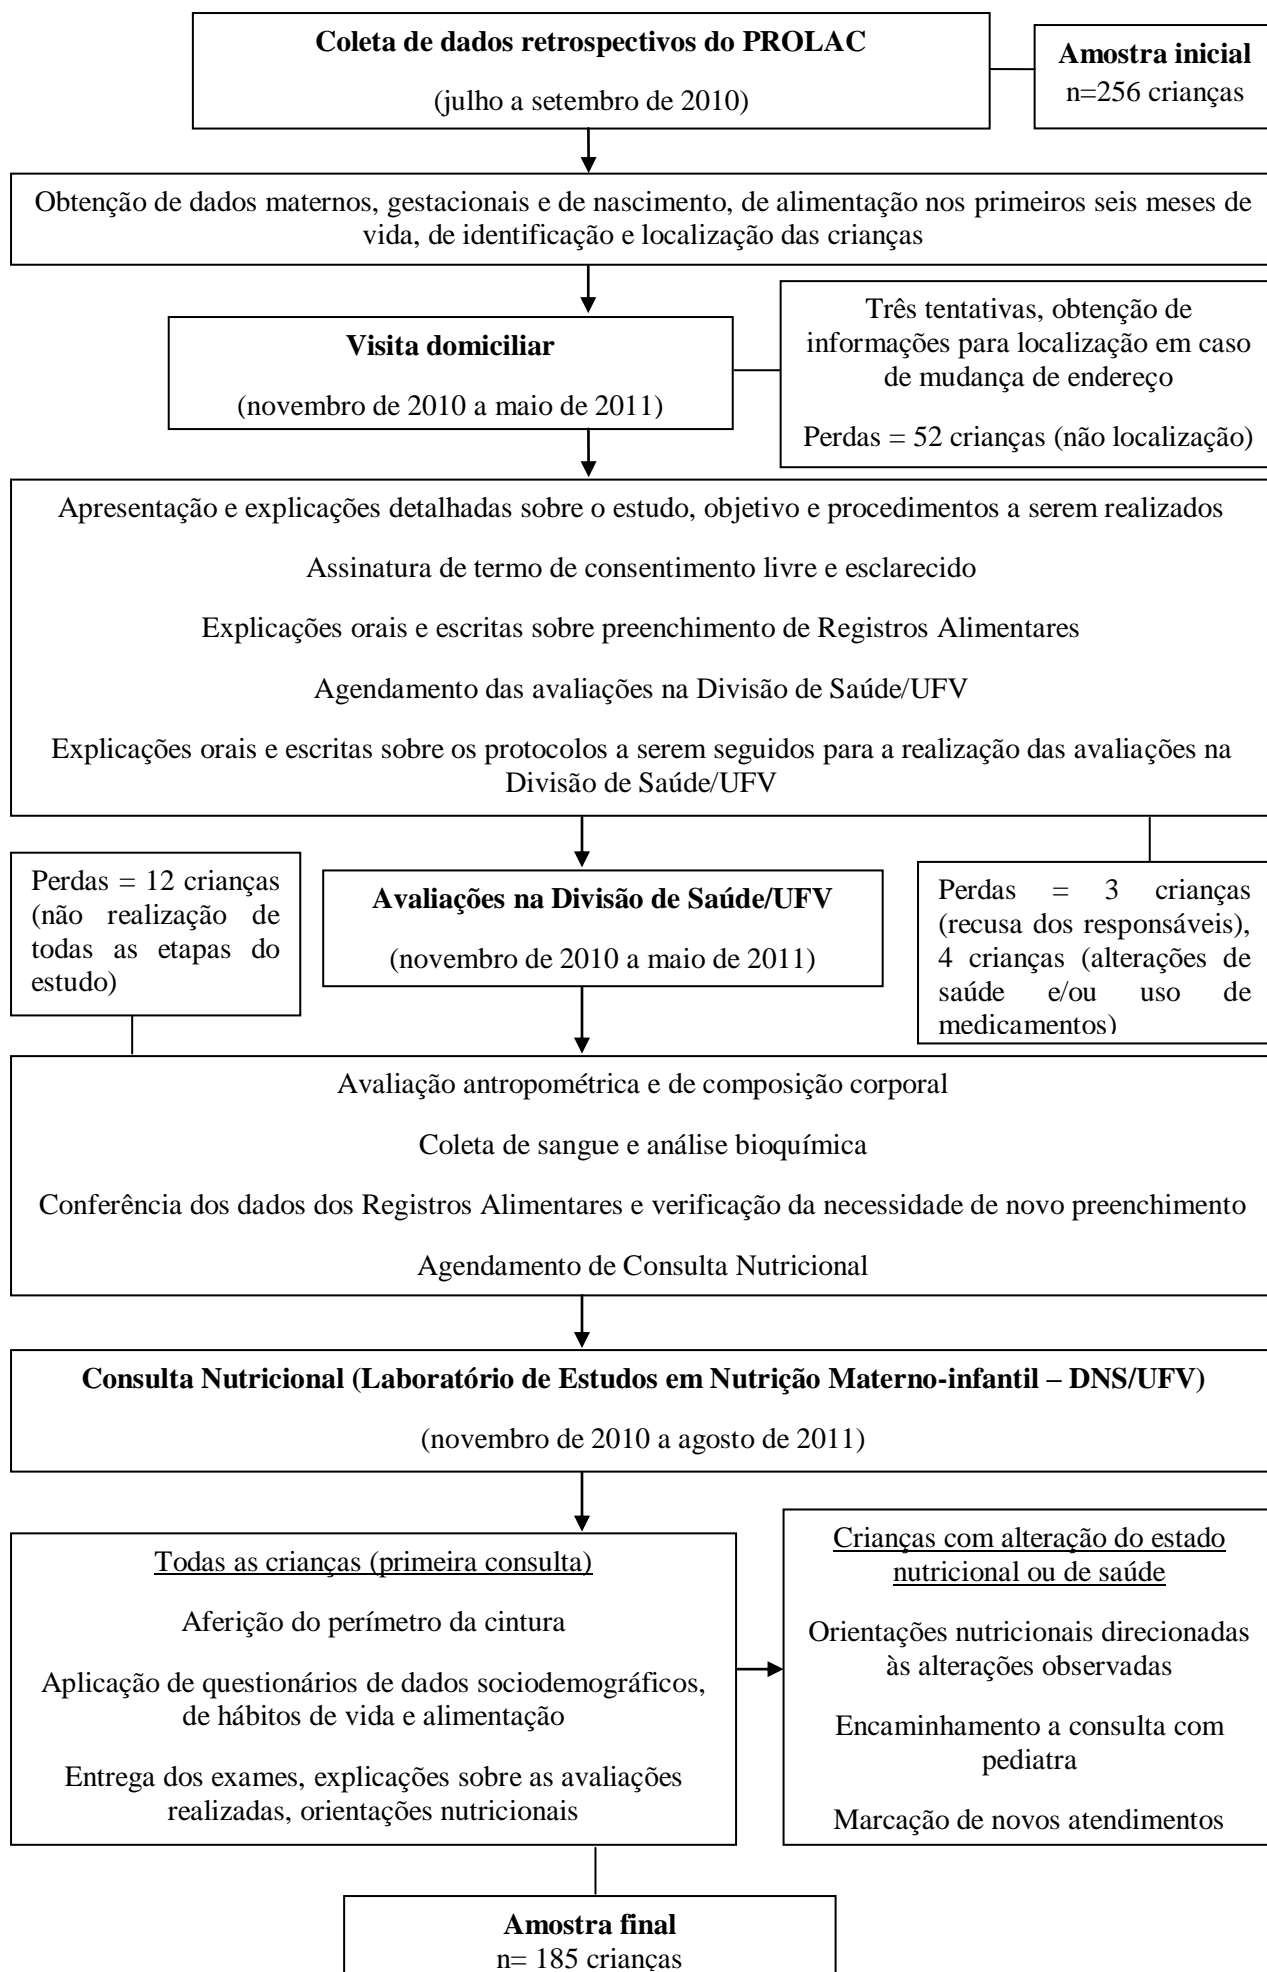 Coleta de dados retrospectivos do PROLAC
(julho a setembro de 2010)
Amostra inicial
n=256 crianças
Obtenção de dados maternos, gestacionais e de nascimento, de alimentação nos primeiros seis meses de
vida, de identificação e localização das crianças
Visita domiciliar
(novembro de 2010 a maio de 2011)
Três tentativas, obtenção de
informações para localização em caso
de mudança de endereço
Perdas = 52 crianças (não localização)
Apresentação e explicações detalhadas sobre o estudo, objetivo e procedimentos a serem realizados
Assinatura de termo de consentimento livre e esclarecido
Explicações orais e escritas sobre preenchimento de Registros Alimentares
Agendamento das avaliações na Divisão de Saúde/UFV
Explicações orais e escritas sobre os protocolos a serem seguidos para a realização das avaliações na
Divisão de Saúde/UFV
Perdas = 12 crianças
(não realização de
todas as etapas do
estudo)
Avaliações na Divisão de Saúde/UFV
(novembro de 2010 a maio de 2011)
Perdas = 3 crianças
(recusa dos responsáveis),
4 crianças (alterações de
saúde e/ou uso de
medicamentos)
Avaliação antropométrica e de composição corporal
Coleta de sangue e análise bioquímica
Conferência dos dados dos Registros Alimentares e verificação da necessidade de novo preenchimento
Agendamento de Consulta Nutricional
Consulta Nutricional (Laboratório de Estudos em Nutrição Materno-infantil – DNS/UFV)
(novembro de 2010 a agosto de 2011)
Todas as crianças (primeira consulta)
Aferição do perímetro da cintura
Aplicação de questionários de dados sociodemográficos,
de hábitos de vida e alimentação
Entrega dos exames, explicações sobre as avaliações
realizadas, orientações nutricionais
Crianças com alteração do estado
nutricional ou de saúde
Orientações nutricionais direcionadas
às alterações observadas
Encaminhamento a consulta com
pediatra
Marcação de novos atendimentos
Amostra final
n= 185 crianças